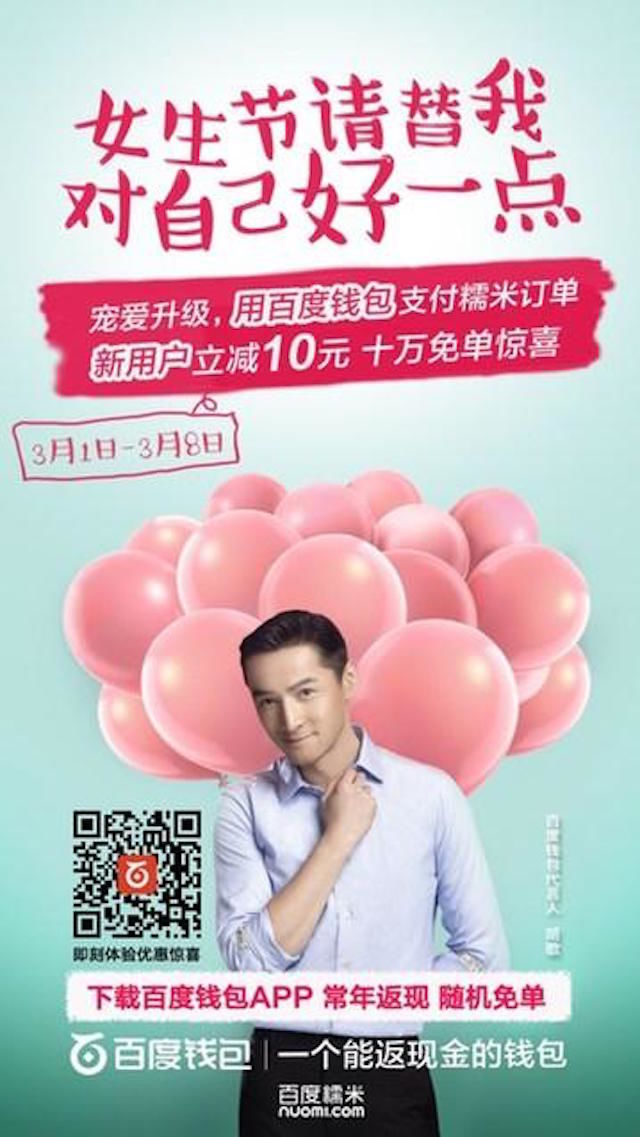 女生节请替我
对自己好一点
宠爱升级，用百度钱包支付糯米订单
新用户立减10元 十万免单惊喜
3月1日-3月8日
百度钱包代言人 胡歌
即刻体验优惠惊喜
下载百度钱包APP 常年返现 随机免单
百度钱包 | 一个能返现金的钱包
百度糯米
nuomi.com